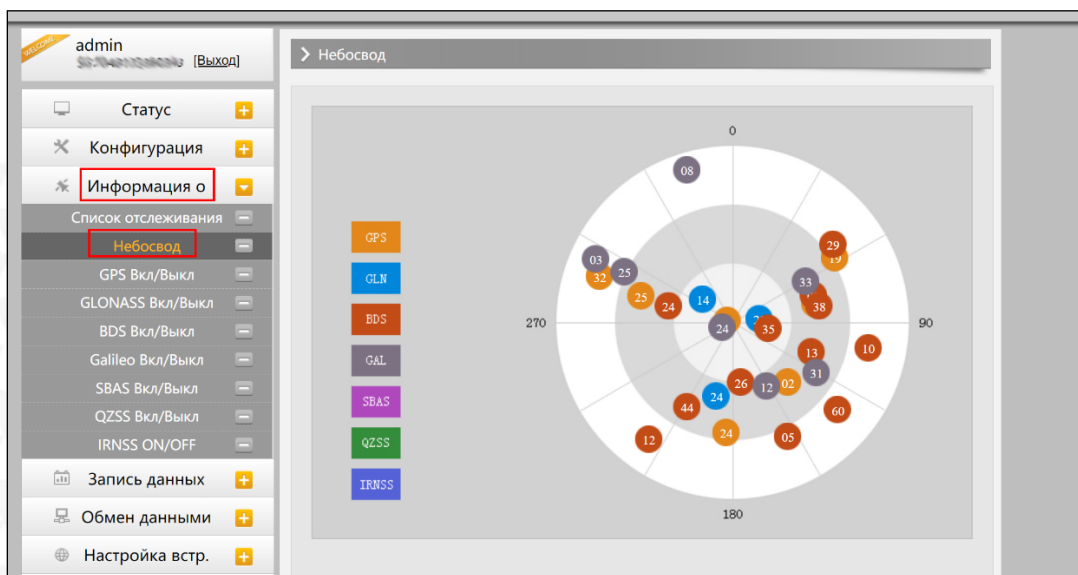 WELCOME
admin
[Выход]
Статус
Конфигурация
Информация о
Список отслеживания
Небосвод
GPS Вкл/Выкл
GLONASS Вкл/Выкл
BDS Вкл/Выкл
Galileo Вкл/Выкл
SBAS Вкл/Выкл
QZSS Вкл/Выкл
IRNSS ON/OFF
Запись данных
Обмен данными
Настройка встр.
Небосвод
GPS
GLN
BDS
GAL
SBAS
QZSS
IRNSS
0
08
29
19
03
25
32
33
25
24
14
38
270
24
35
90
13
10
31
26
12
02
24
44
60
24
05
12
180